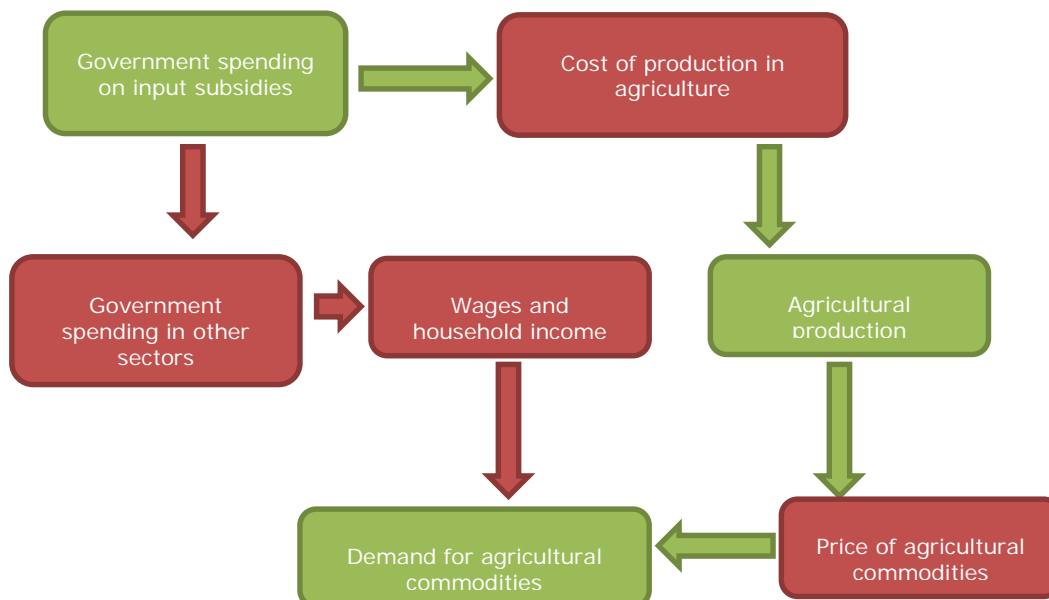 Government spending
on input subsidies
Cost of production in
agriculture
Government
spending in other
sectors
Wages and
household income
Agricultural
production
Demand for agricultural
commodities
Price of agricultural
commodities